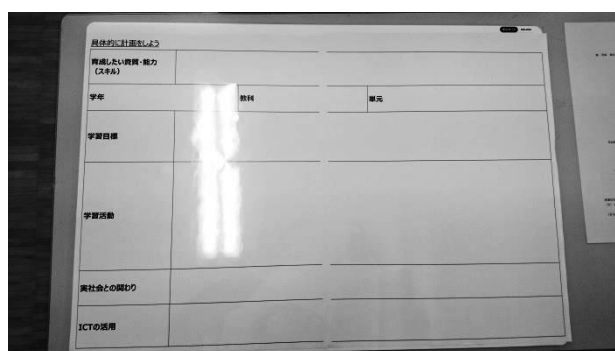 具体的に計画をしよう
育成したい資質・能力
(スキル)
学年 教科 単元
学習目標
学習活動
実社会との関わり
ICTの活用